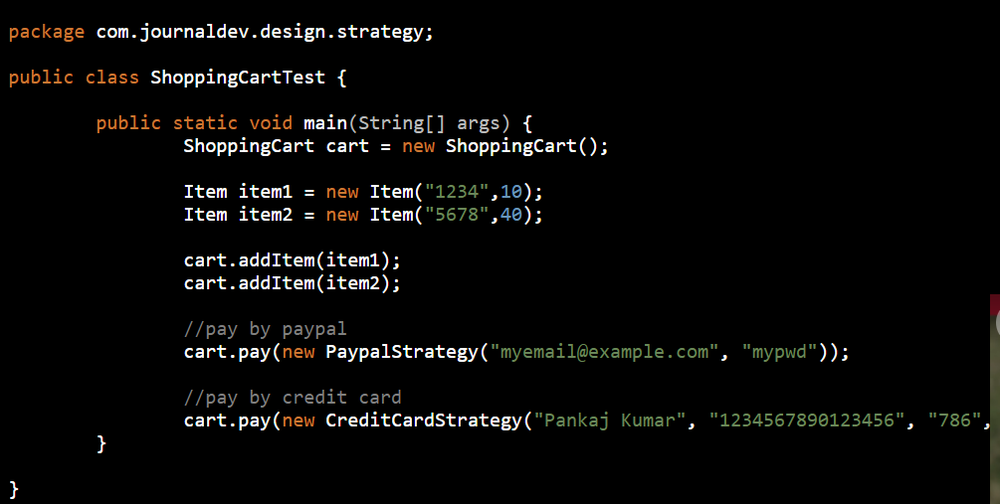 package com.journaldev.design.strategy;
public class ShoppingCartTest {
public static void main(String[] args) {
ShoppingCart cart = new ShoppingCart();
Item item1 = new Item("1234",10);
Item item2 = new Item("5678",40);
cart.addItem(item1);
cart.addItem(item2);
//pay by paypal
cart.pay(new PaypalStrategy("myemail@example.com", "mypwd"));
//pay by credit card
cart.pay(new CreditCardStrategy("Pankaj Kumar", "1234567890123456", "786",
}
}